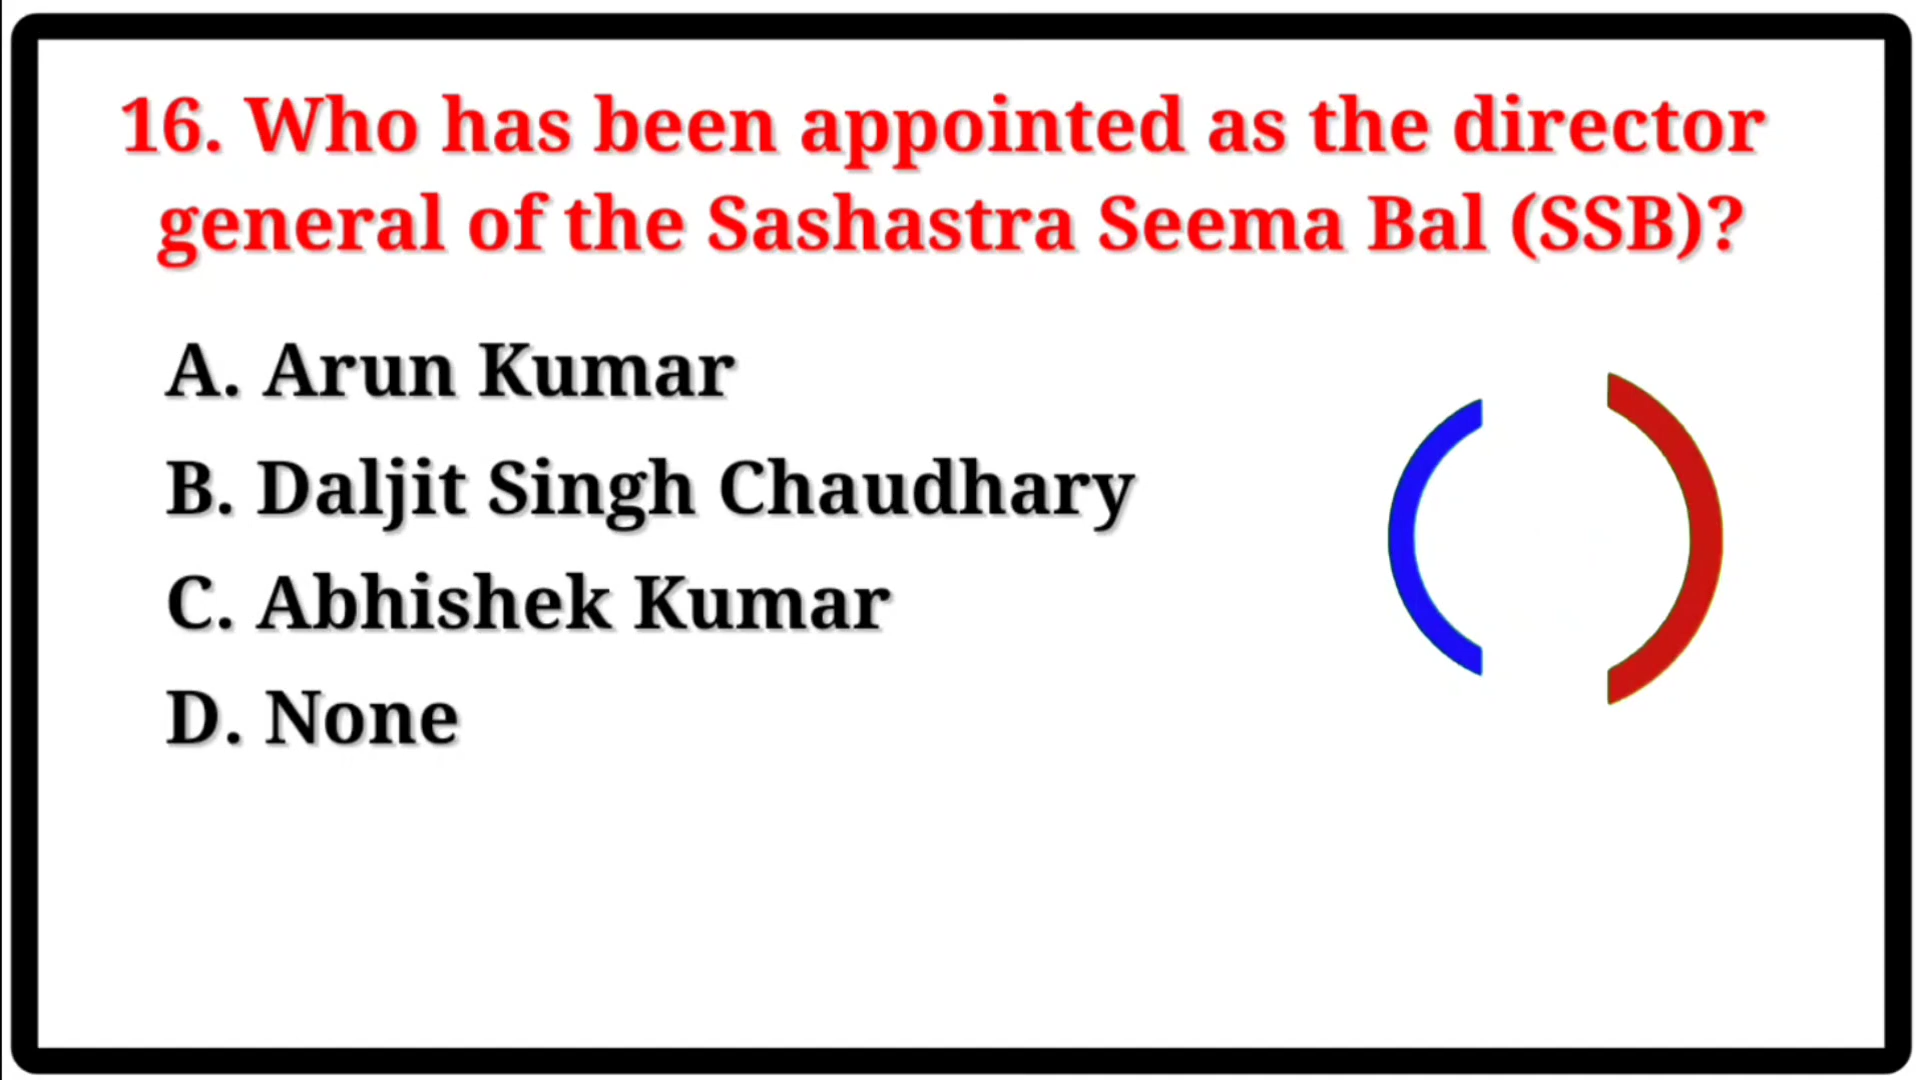 16. Who has been appointed as the director
general of the Sashastra Seema Bal (SSB)?
A. Arun Kumar
B. Daljit Singh Chaudhary
C. Abhishek Kumar
D. None